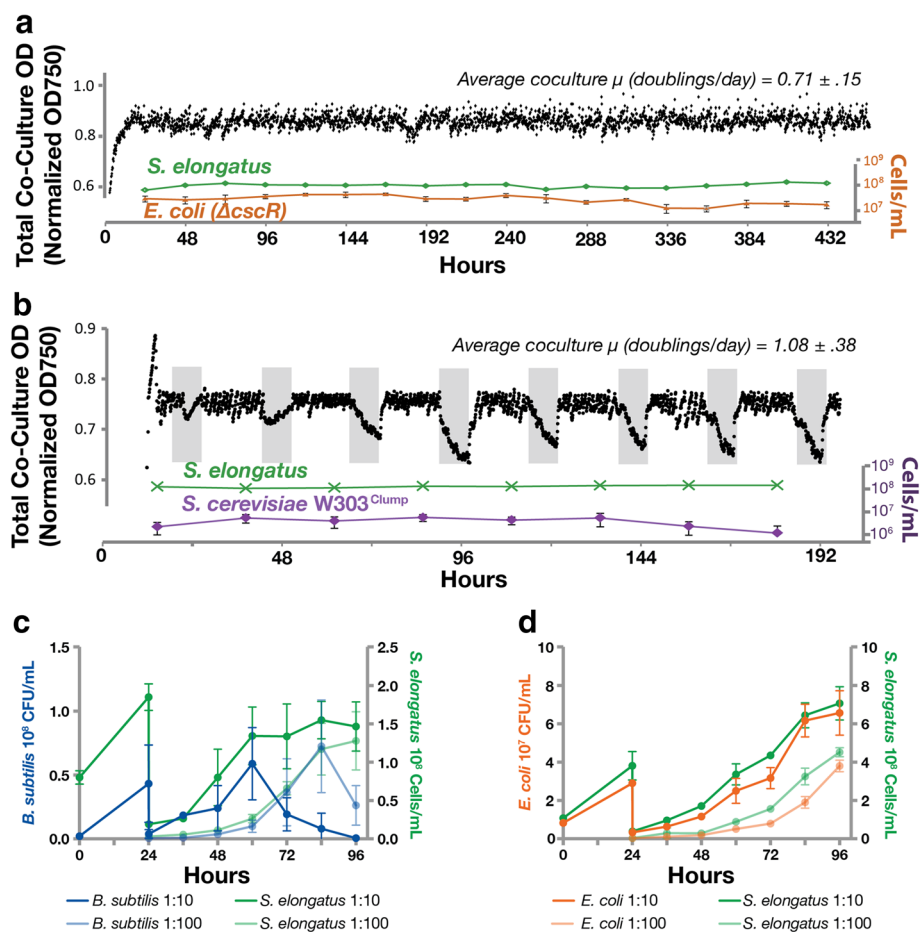 a
Total Co-Culture OD
(Normalized OD750)
Average coculture μ (doublings/day) = 0.71 ± .15
1.0
0.8
0.6
S. elongatus
E. coli (ΔcscR)
10⁹
10⁸
10⁷
Cells/mL
0 48 96 144 192 240 288 336 384 432
Hours
b
Total Co-Culture OD
(Normalized OD750)
Average coculture μ (doublings/day) = 1.08 ± .38
0.9
0.8
0.7
0.6
S. elongatus
S. cerevisiae W303 Clump
10⁹
10⁸
10⁷
10⁶
Cells/mL
0 48 96 144 192
Hours
c
B. subtilis 10⁸ CFU/mL
1.5
1.0
0.5
0.0
2.5
2.0
1.5
1.0
0.5
0.0
S. elongatus 10⁸ Cells/mL
0 24 48 72 96
Hours
B. subtilis 1:10
S. elongatus 1:10
B. subtilis 1:100
S. elongatus 1:100
d
E. coli 10⁷ CFU/mL
10
8
6
4
2
0
10
8
6
4
2
0
S. elongatus 10⁸ Cells/mL
0 24 48 72 96
Hours
E. coli 1:10
S. elongatus 1:10
E. coli 1:100
S. elongatus 1:100